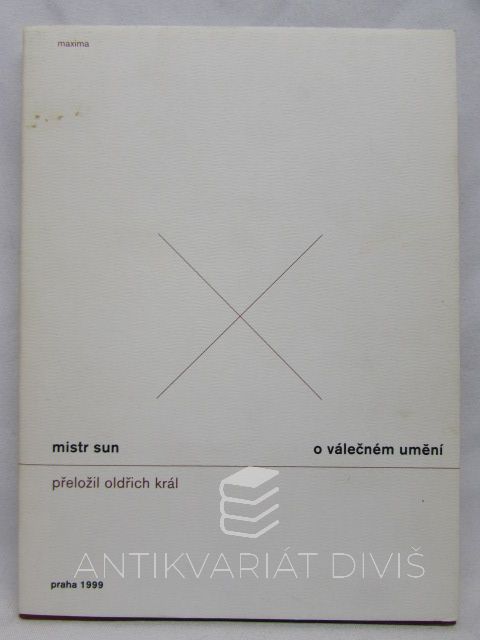 maxima
mistr sun
o válečném umění
přeložil oldřich král
ANTIKVARIÁT DIVIŠ
praha 1999